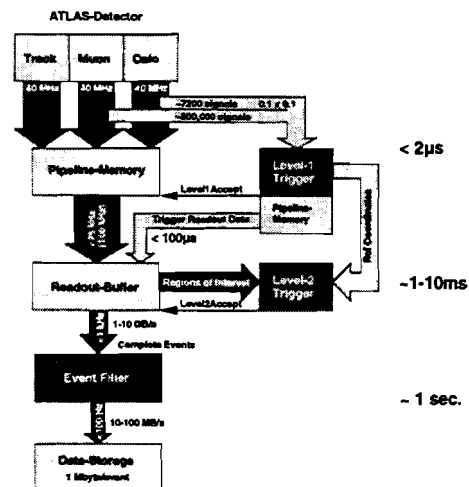 ATLAS-Detector
Track Muon Calo
40 MHz 40 MHz 40 MHz
~7200 signals 0.1 x 0.1
~800,000 signals
< 2µs
Level-1
Trigger
Pipeline-Memory
Level1 Accept
Pipeline-
Memory
Trigger Readout Data
< 100µs
RoI Coordinates
Readout-Buffer
Regions of Interest
Level-2
Trigger
~1-10ms
Level2Accept
1-10 GB/s
Complete Events
Event Filter
~ 1 sec.
10-100 MB/s
Data-Storage
1 Mbyte/event